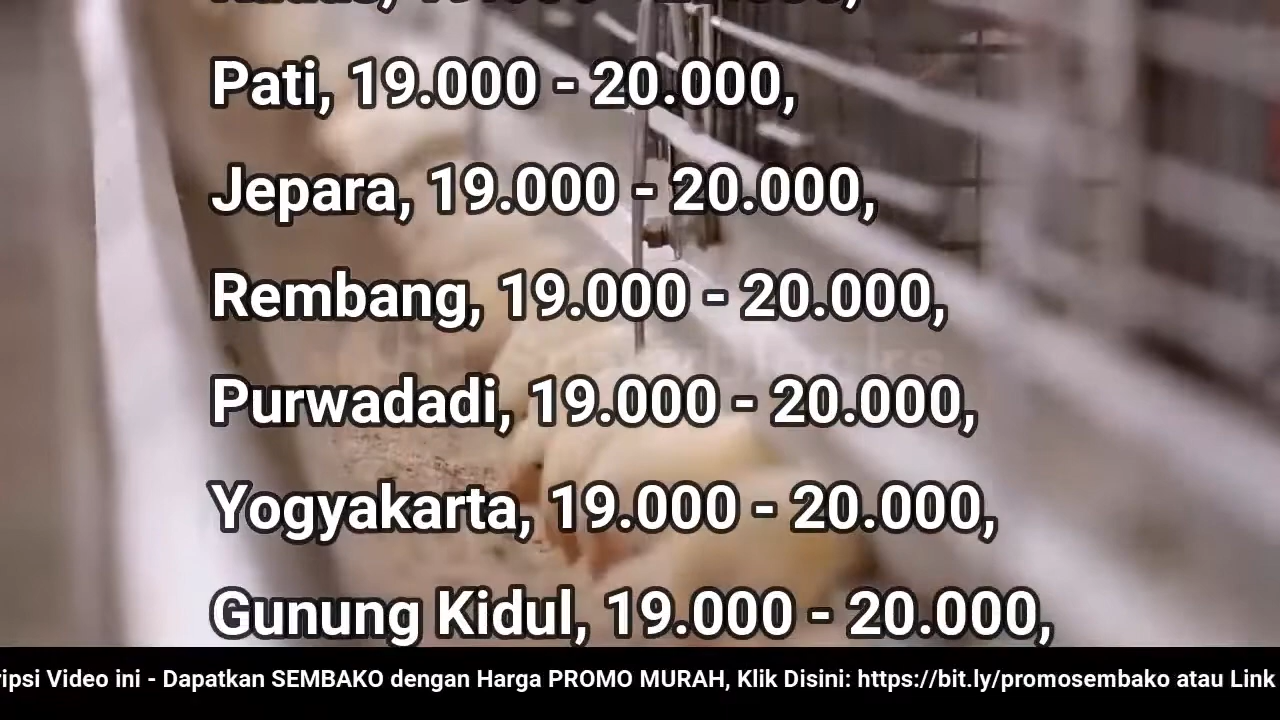 Pati, 19.000 - 20.000,
Jepara, 19.000 - 20.000,
Rembang, 19.000 - 20.000,
Purwadadi, 19.000 - 20.000,
Yogyakarta, 19.000 - 20.000,
Gunung Kidul, 19.000 - 20.000,
ripsi Video ini - Dapatkan SEMBAKO dengan Harga PROMO MURAH, Klik Disini: https://bit.ly/promosembako atau Link